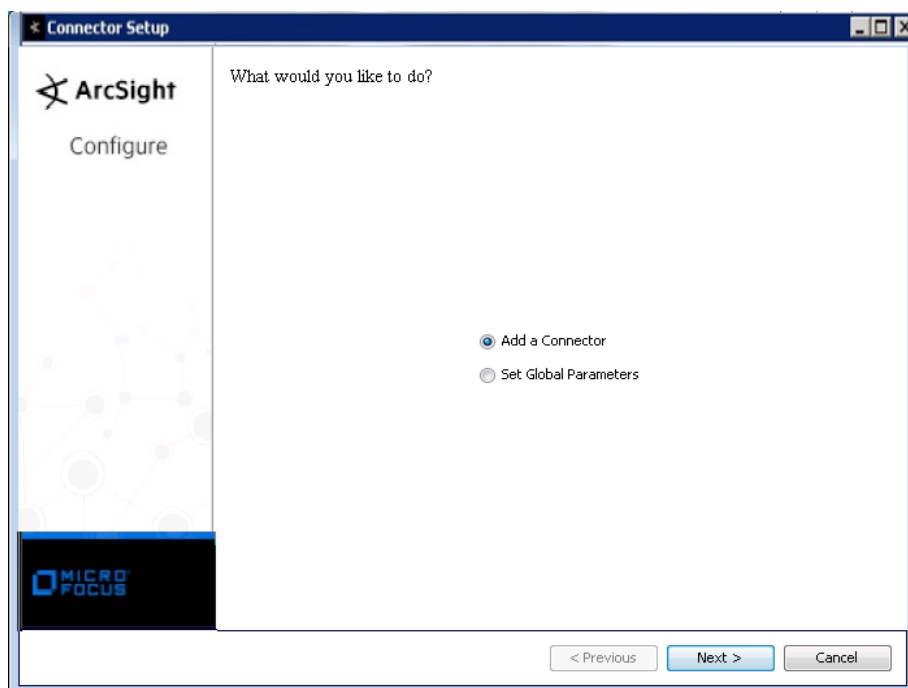 Connector Setup
ArcSight
Configure
What would you like to do?
Add a Connector
Set Global Parameters
MICRO
FOCUS
< Previous
Next >
Cancel